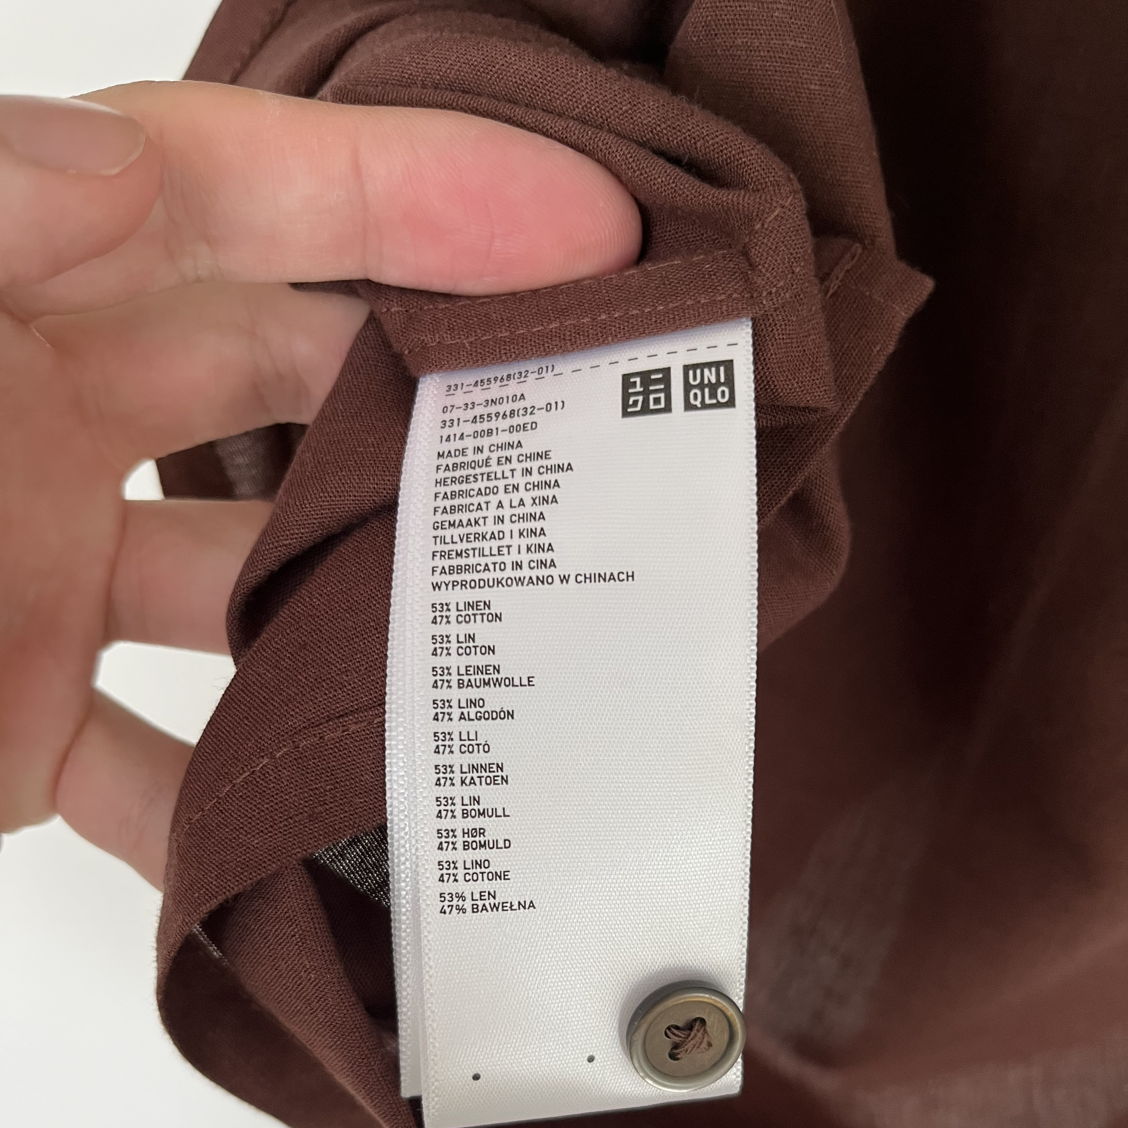 331-455968(32-01)
ユニ
クロ
UNI
QLO
07-33-3N010A
331-455968(32-01)
1414-00B1-00ED
MADE IN CHINA
FABRIQUÉ EN CHINE
HERGESTELLT IN CHINA
FABRICADO EN CHINA
FABRICAT A LA XINA
GEMAAKT IN CHINA
TILLVERKAD I KINA
FREMSTILLET I KINA
FABBRICATO IN CINA
WYPRODUKOWANO W CHINACH
53% LINEN
47% COTTON
53% LIN
47% COTON
53% LEINEN
47% BAUMWOLLE
53% LINO
47% ALGODÓN
53% LLI
47% COTÓ
53% LINNEN
47% KATOEN
53% LIN
47% BOMULL
53% HØR
47% BOMULD
53% LINO
47% COTONE
53% LEN
47% BAWEŁNA